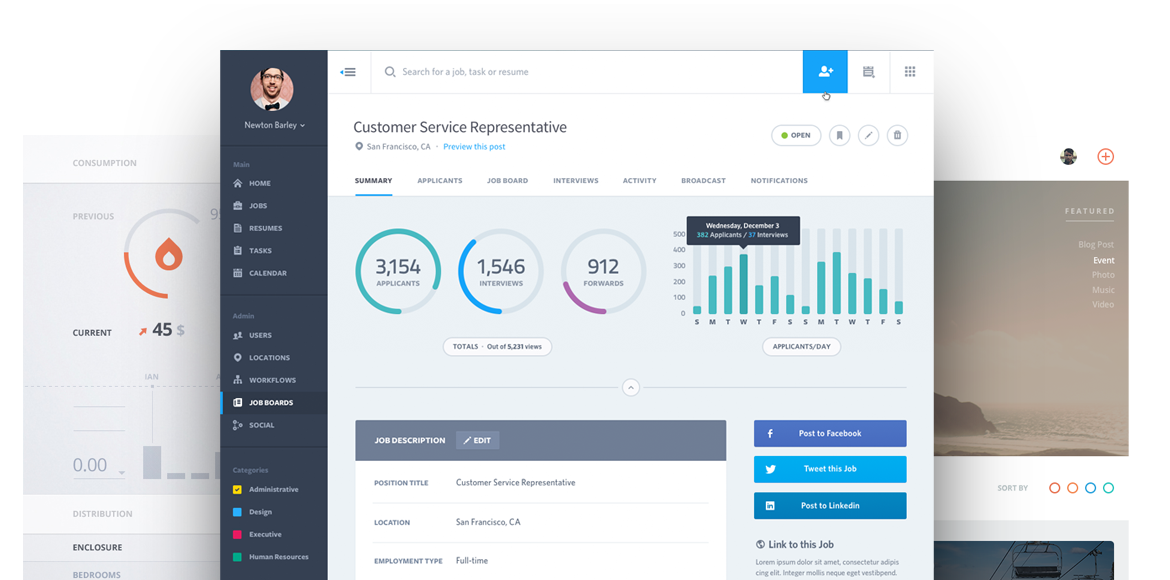 CONSUMPTION
PREVIOUS
CURRENT
45 $
0.00
DISTRIBUTION
ENCLOSURE
BEDROOMS
Newton Barley
Main
HOME
JOBS
RESUMES
TASKS
CALENDAR
Admin
USERS
LOCATIONS
WORKFLOWS
JOB BOARDS
SOCIAL
Categories
Administrative
Design
Executive
Human Resources
Search for a job, task or resume
Customer Service Representative
San Francisco, CA · Preview this post
OPEN
SUMMARY APPLICANTS JOB BOARD INTERVIEWS ACTIVITY BROADCAST NOTIFICATIONS
3,154
APPLICANTS
1,546
INTERVIEWS
912
FORWARDS
TOTALS · Out of 5,231 views
Wednesday, December 3
382 Applicants / 37 Interviews
500
400
300
200
100
0
S M T W T F S S M T W T F S
APPLICANTS/DAY
JOB DESCRIPTION EDIT
POSITION TITLE Customer Service Representative
LOCATION San Francisco, CA
EMPLOYMENT TYPE Full-time
Post to Facebook
Tweet this Job
Post to Linkedin
Link to this Job
Lorem ipsum dolor sit amet, consectetur adipis
cing elit. Integer mollis neque eget vestibpend.
FEATURED
Blog Post
Event
Photo
Music
Video
SORT BY